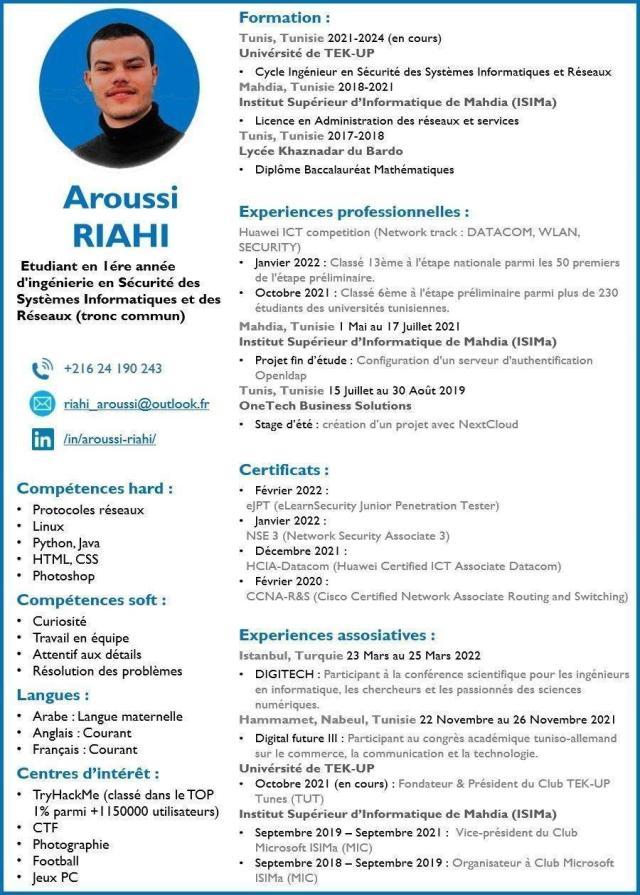 Aroussi
RIAHI
Etudiant en 1ére année
d'ingénierie en Sécurité des
Systèmes Informatiques et des
Réseaux (tronc commun)
+216 24 190 243
riahi_aroussi@outlook.fr
in
/in/aroussi-riahi/
Compétences hard :
• Protocoles réseaux
• Linux
• Python, Java
• HTML, CSS
• Photoshop
Compétences soft :
• Curiosité
• Travail en équipe
• Attentif aux détails
• Résolution des problèmes
Langues :
• Arabe : Langue maternelle
• Anglais : Courant
• Français : Courant
Centres d'intérêt :
• TryHackMe (classé dans le TOP
1% parmi +1150000 utilisateurs)
• CTF
• Photographie
• Football
• Jeux PC
Formation :
Tunis, Tunisie 2021-2024 (en cours)
Univérsité de TEK-UP
• Cycle Ingénieur en Sécurité des Systèmes Informatiques et Réseaux
Mahdia, Tunisie 2018-2021
Institut Supérieur d'Informatique de Mahdia (ISIMa)
• Licence en Administration des réseaux et services
Tunis, Tunisie 2017-2018
Lycée Khaznadar du Bardo
• Diplôme Baccalauréat Mathématiques
Experiences professionnelles :
Huawei ICT competition (Network track : DATACOM, WLAN,
SECURITY)
• Janvier 2022 : Classé 13ème à l'étape nationale parmi les 50 premiers
de l'étape préliminaire.
• Octobre 2021 : Classé 6ème à l'étape préliminaire parmi plus de 230
étudiants des universités tunisiennes.
Mahdia, Tunisie 1 Mai au 17 Juillet 2021
Institut Supérieur d'Informatique de Mahdia (ISIMa)
• Projet fin d'étude : Configuration d'un serveur d'authentification
Openldap
Tunis, Tunisie 15 Juillet au 30 Août 2019
OneTech Business Solutions
• Stage d'été : création d'un projet avec NextCloud
Certificats :
• Février 2022 :
eJPT (eLearnSecurity Junior Penetration Tester)
• Janvier 2022 :
NSE 3 (Network Security Associate 3)
• Décembre 2021 :
HCIA-Datacom (Huawei Certified ICT Associate Datacom)
• Février 2020 :
CCNA-R&S (Cisco Certified Network Associate Routing and Switching)
Experiences assosiatives :
Istanbul, Turquie 23 Mars au 25 Mars 2022
• DIGITECH : Participant à la conférence scientifique pour les ingénieurs
en informatique, les chercheurs et les passionnés des sciences
numériques.
Hammamet, Nabeul, Tunisie 22 Novembre au 26 Novembre 2021
• Digital future III : Participant au congrès académique tuniso-allemand
sur le commerce, la communication et la technologie.
Univérsité de TEK-UP
• Octobre 2021 (en cours) : Fondateur & Président du Club TEK-UP
Tunes (TUT)
Institut Supérieur d'Informatique de Mahdia (ISIMa)
• Septembre 2019 – Septembre 2021 : Vice-président du Club
Microsoft ISIMa (MIC)
• Septembre 2018 – Septembre 2019 : Organisateur à Club Microsoft
ISIMa (MIC)